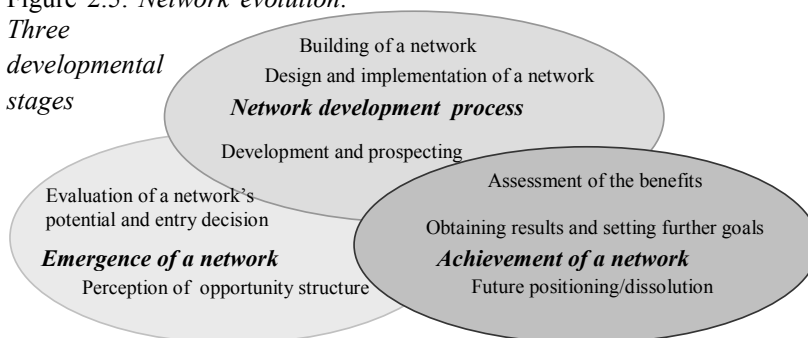 Figure 2.5. Network evolution:
Three
developmental
stages
Building of a network
Design and implementation of a network
Network development process
Development and prospecting
Evaluation of a network's
potential and entry decision
Emergence of a network
Perception of opportunity structure
Assessment of the benefits
Obtaining results and setting further goals
Achievement of a network
Future positioning/dissolution